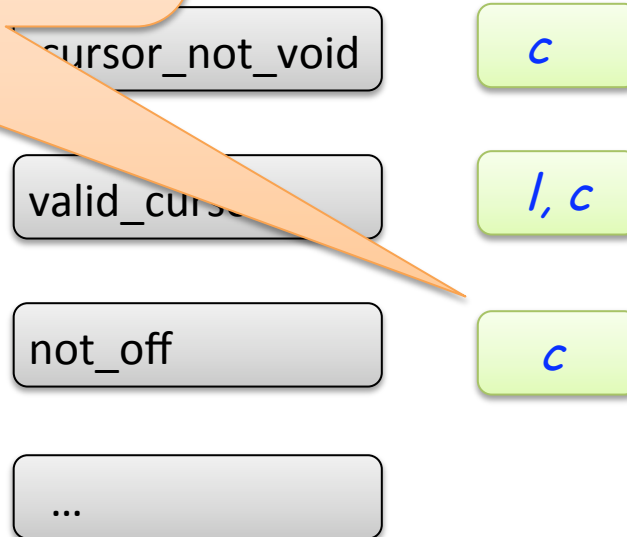 cursor_not_void c
valid_curs l, c
not_off c
...